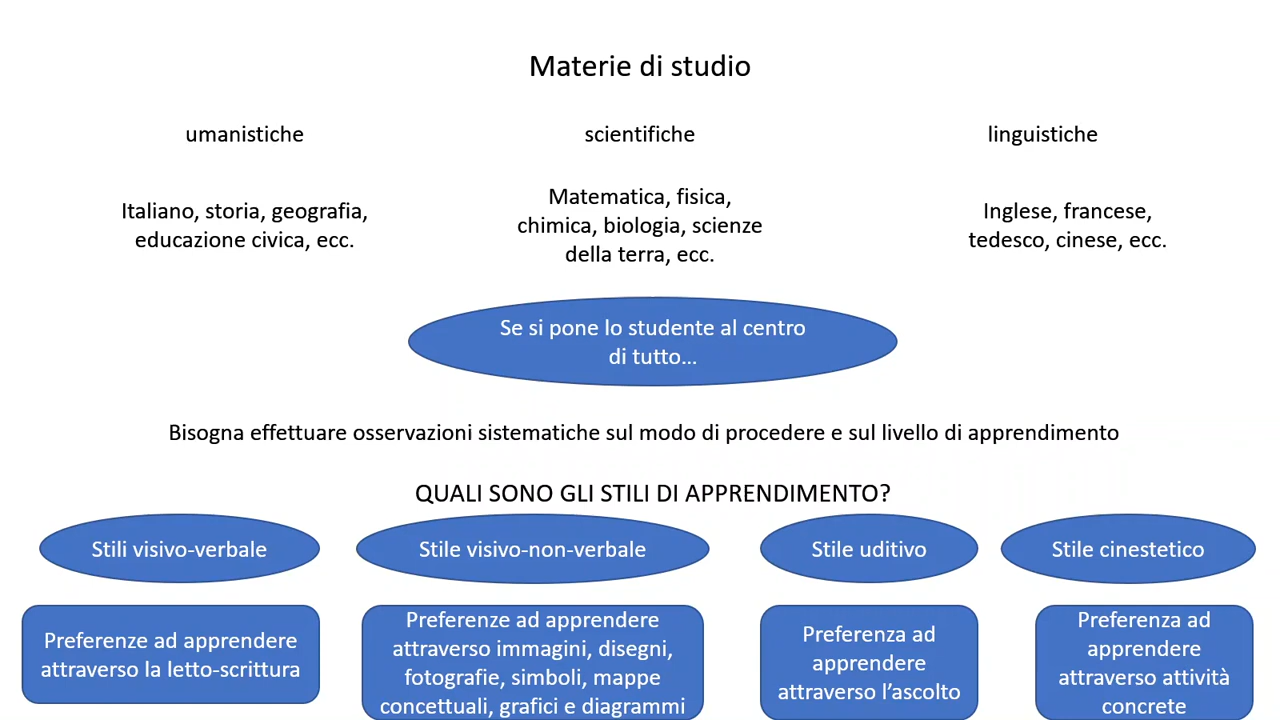 Materie di studio
umanistiche
scientifiche
linguistiche
Italiano, storia, geografia,
educazione civica, ecc.
Matematica, fisica,
chimica, biologia, scienze
della terra, ecc.
Inglese, francese,
tedesco, cinese, ecc.
Se si pone lo studente al centro
di tutto…
Bisogna effettuare osservazioni sistematiche sul modo di procedere e sul livello di apprendimento
QUALI SONO GLI STILI DI APPRENDIMENTO?
Stili visivo-verbale
Stile visivo-non-verbale
Stile uditivo
Stile cinestetico
Preferenze ad apprendere
attraverso la letto-scrittura
Preferenze ad apprendere
attraverso immagini, disegni,
fotografie, simboli, mappe
concettuali, grafici e diagrammi
Preferenza ad
apprendere
attraverso l’ascolto
Preferenza ad
apprendere
attraverso attività
concrete